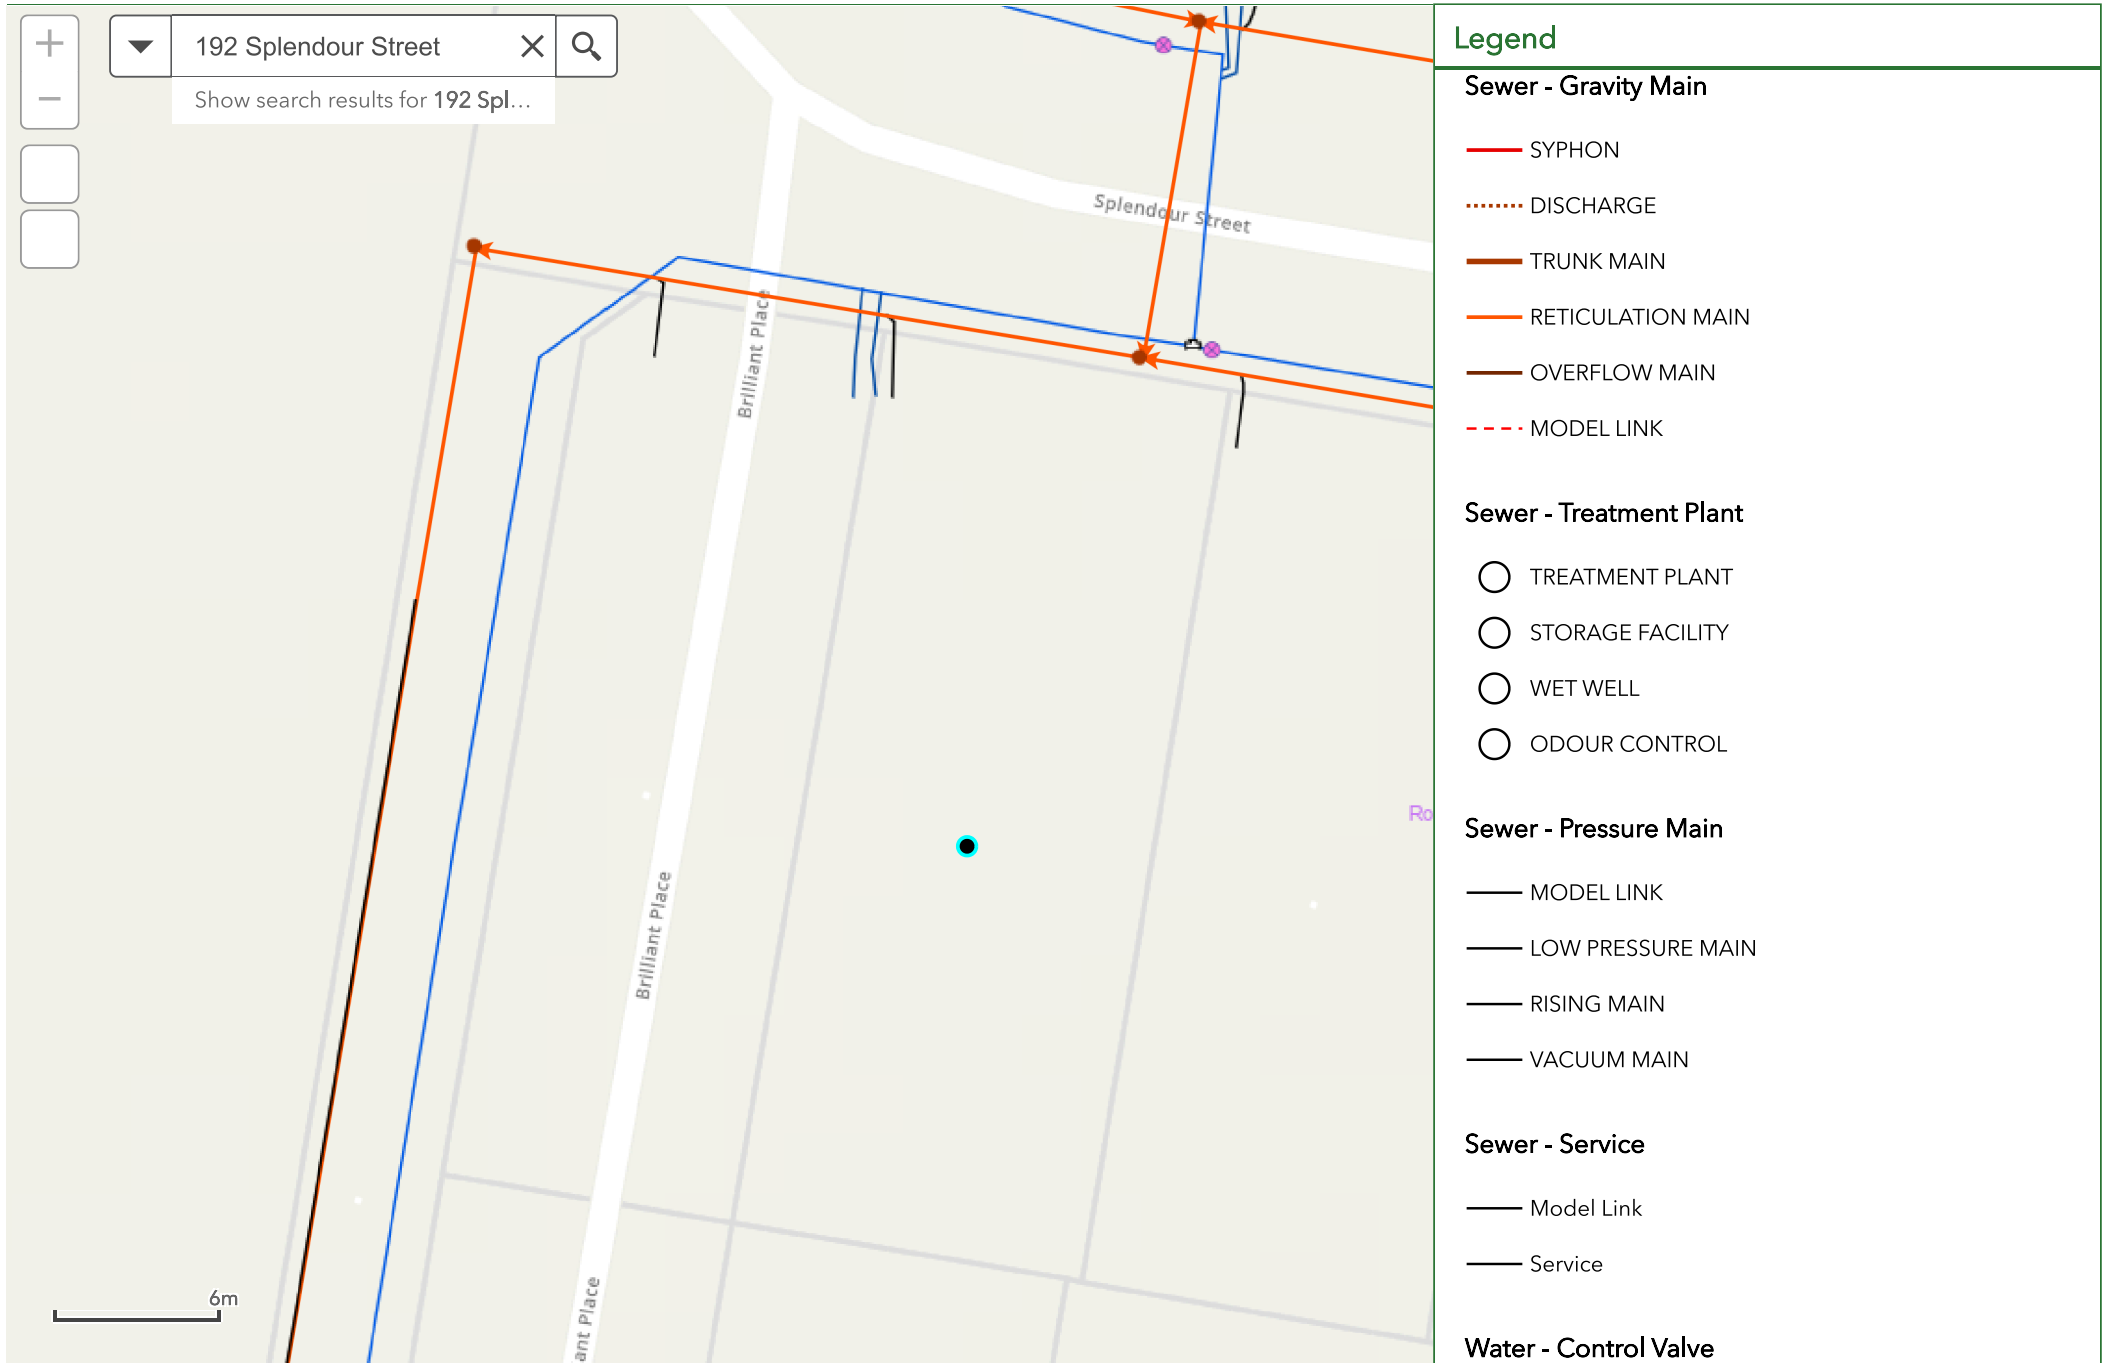 192 Splendour Street
Show search results for 192 Spl...
Splendour Street
Brilliant Place
Brilliant Place
ant Place
Ro
6m
Legend
Sewer - Gravity Main
SYPHON
DISCHARGE
TRUNK MAIN
RETICULATION MAIN
OVERFLOW MAIN
MODEL LINK
Sewer - Treatment Plant
TREATMENT PLANT
STORAGE FACILITY
WET WELL
ODOUR CONTROL
Sewer - Pressure Main
MODEL LINK
LOW PRESSURE MAIN
RISING MAIN
VACUUM MAIN
Sewer - Service
Model Link
Service
Water - Control Valve